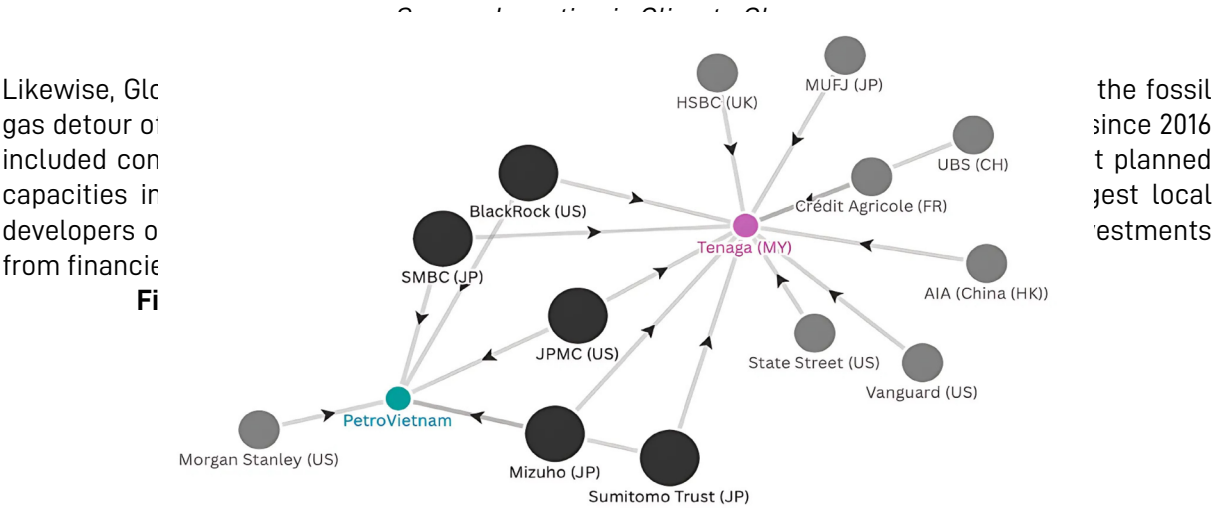 Likewise, Glo
the fossil
gas detour of
since 2016
included con
t planned
capacities in
gest local
developers o
vestments
from financie
Fi
HSBC (UK)
MUFJ (JP)
UBS (CH)
BlackRock (US)
Crédit Agricole (FR)
Tenaga (MY)
SMBC (JP)
AIA (China (HK))
JPMC (US)
State Street (US)
Vanguard (US)
PetroVietnam
Morgan Stanley (US)
Mizuho (JP)
Sumitomo Trust (JP)